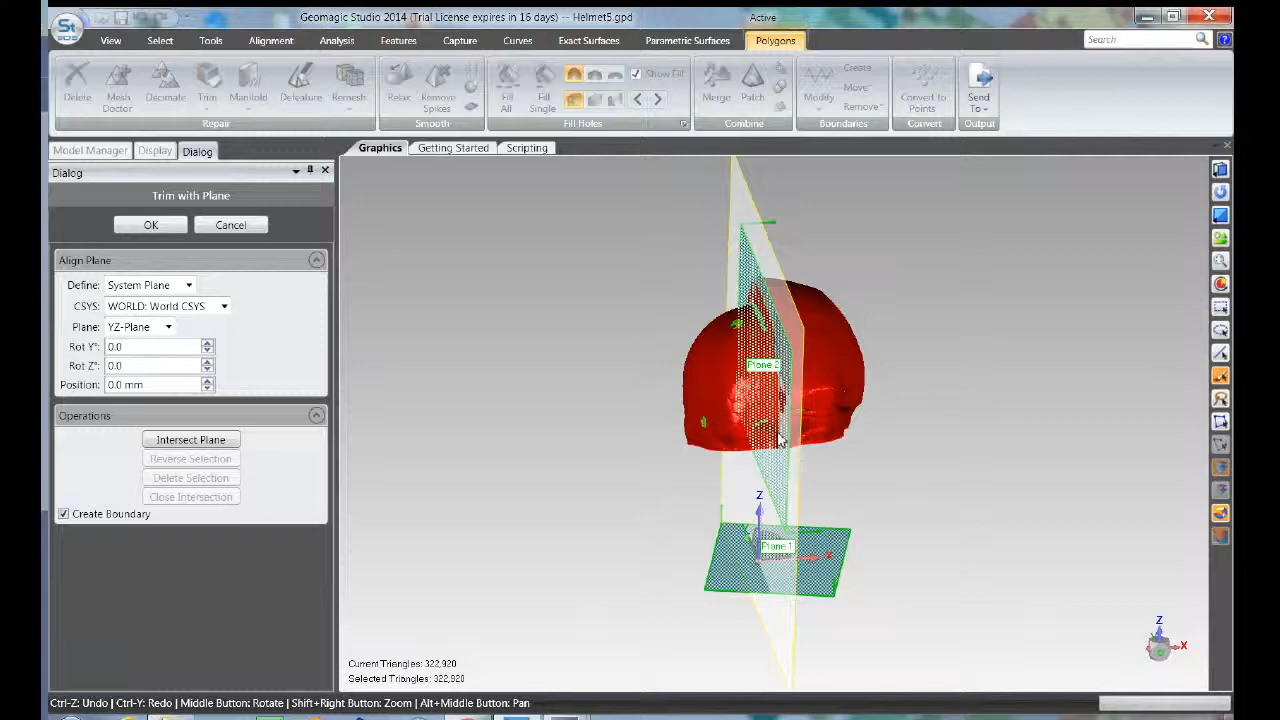 Geomagic Studio 2014 (Trial License expires in 16 days) -- Helmet5.gpd
Active
St
3DS
View
Select
Tools
Alignment
Analysis
Features
Capture
Curves
Exact Surfaces
Parametric Surfaces
Polygons
Search
Delete
Mesh Doctor
Decimate
Trim
Manifold
Defeature
Remesh
Repair
Relax
Remove Spikes
Smooth
Fill All
Fill Single
Show Fill
Fill Holes
Merge
Patch
Combine
Modify
Create
Move
Remove
Boundaries
Convert to Points
Convert
Send To
Output
Model Manager
Display
Dialog
Graphics
Getting Started
Scripting
Dialog
Trim with Plane
OK
Cancel
Align Plane
Define: System Plane
CSYS: WORLD: World CSYS
Plane: YZ-Plane
Rot Y°: 0.0
Rot Z°: 0.0
Position: 0.0 mm
Operations
Intersect Plane
Reverse Selection
Delete Selection
Close Intersection
Create Boundary
Plane 2
Z
Plane 1
X
Z
X
Current Triangles: 322,920
Selected Triangles: 322,920
Ctrl-Z: Undo | Ctrl-Y: Redo | Middle Button: Rotate | Shift+Right Button: Zoom | Alt+Middle Button: Pan